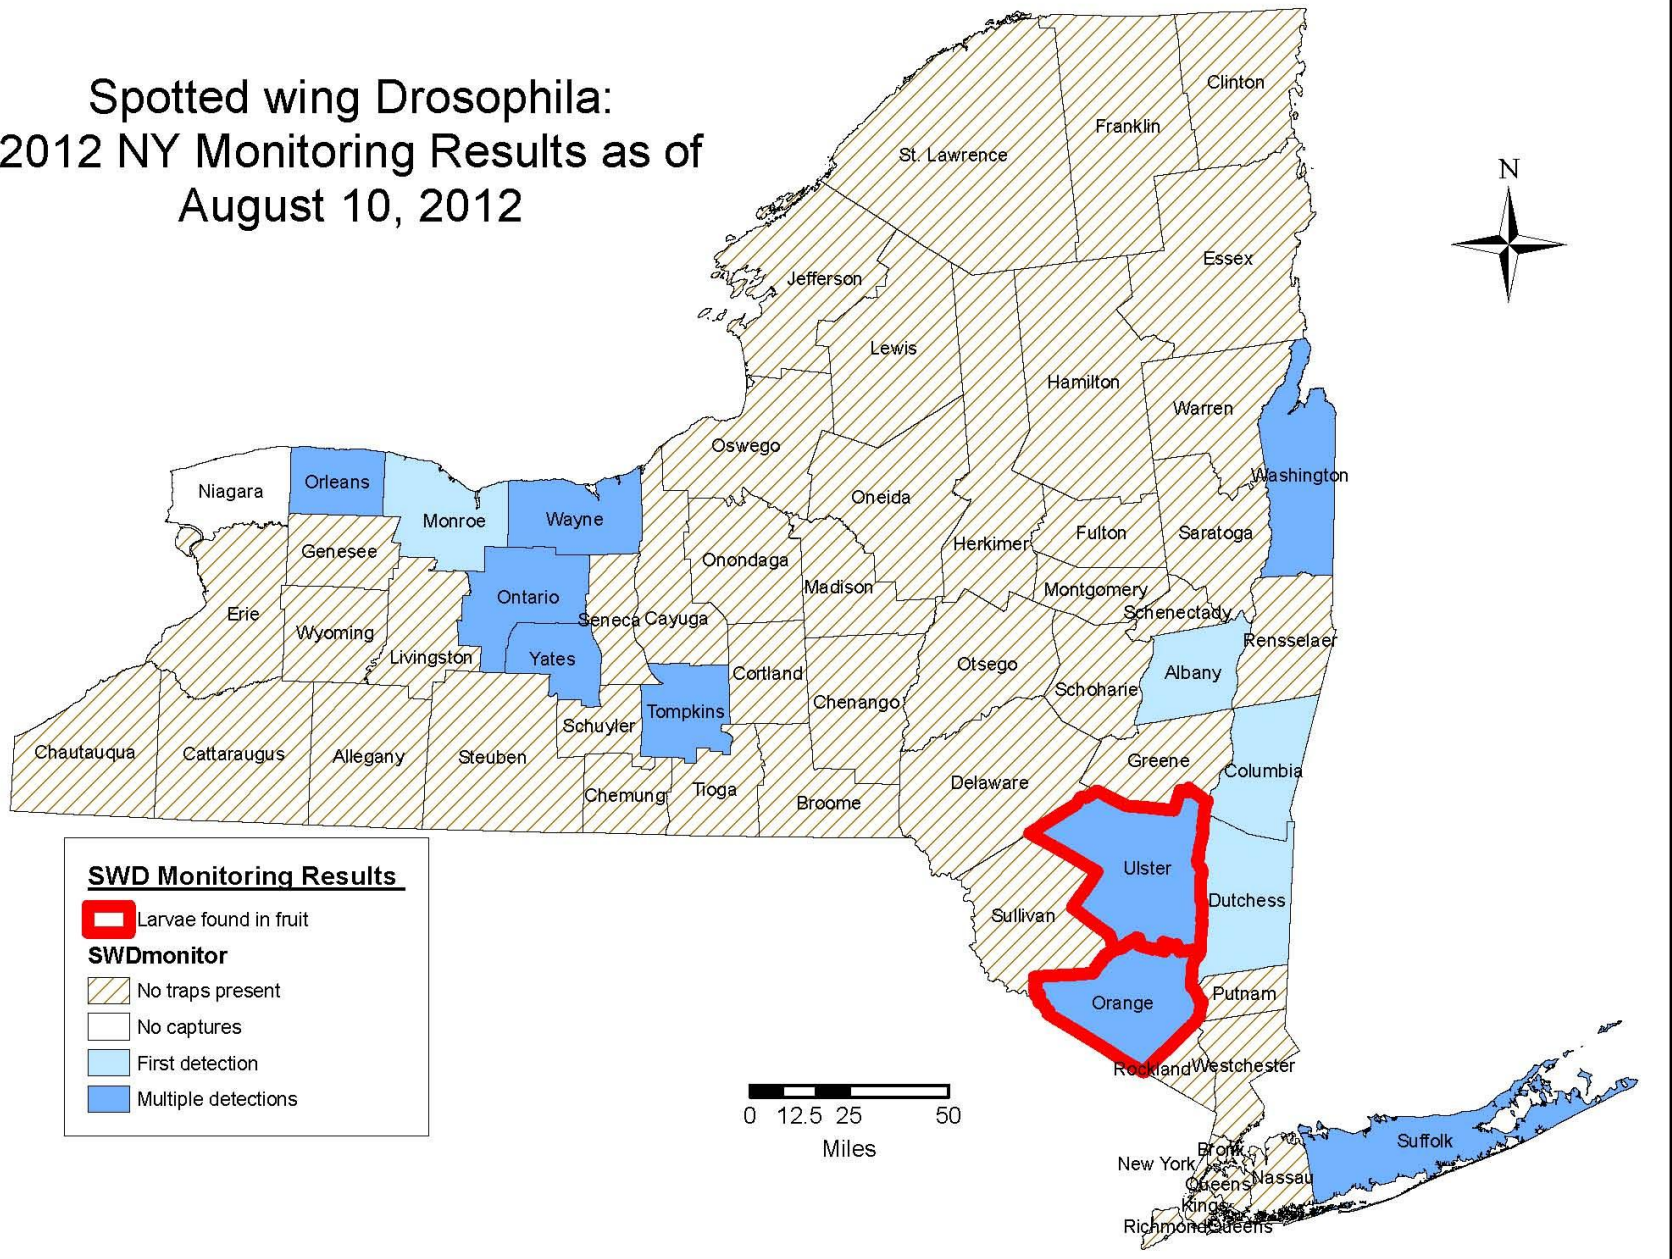 Spotted wing Drosophila:
2012 NY Monitoring Results as of
August 10, 2012
N
Clinton
Franklin
St. Lawrence
Essex
Jefferson
Lewis
Hamilton
Warren
Oswego
Washington
Niagara
Orleans
Monroe
Wayne
Oneida
Herkimer
Fulton
Saratoga
Genesee
Onondaga
Madison
Montgomery
Ontario
Erie
Wyoming
Seneca
Cayuga
Schenectady
Rensselaer
Livingston
Yates
Cortland
Otsego
Albany
Schoharie
Chenango
Tompkins
Schuyler
Chautauqua
Cattaraugus
Allegany
Steuben
Greene
Columbia
Delaware
Chemung
Tioga
Broome
Ulster
Dutchess
Sullivan
Orange
Putnam
Rockland
Westchester
Suffolk
Bronx
New York
Queens
Nassau
Kings
Richmond
Queens
SWD Monitoring Results
Larvae found in fruit
SWDmonitor
No traps present
No captures
First detection
Multiple detections
0 12.5 25 50
Miles